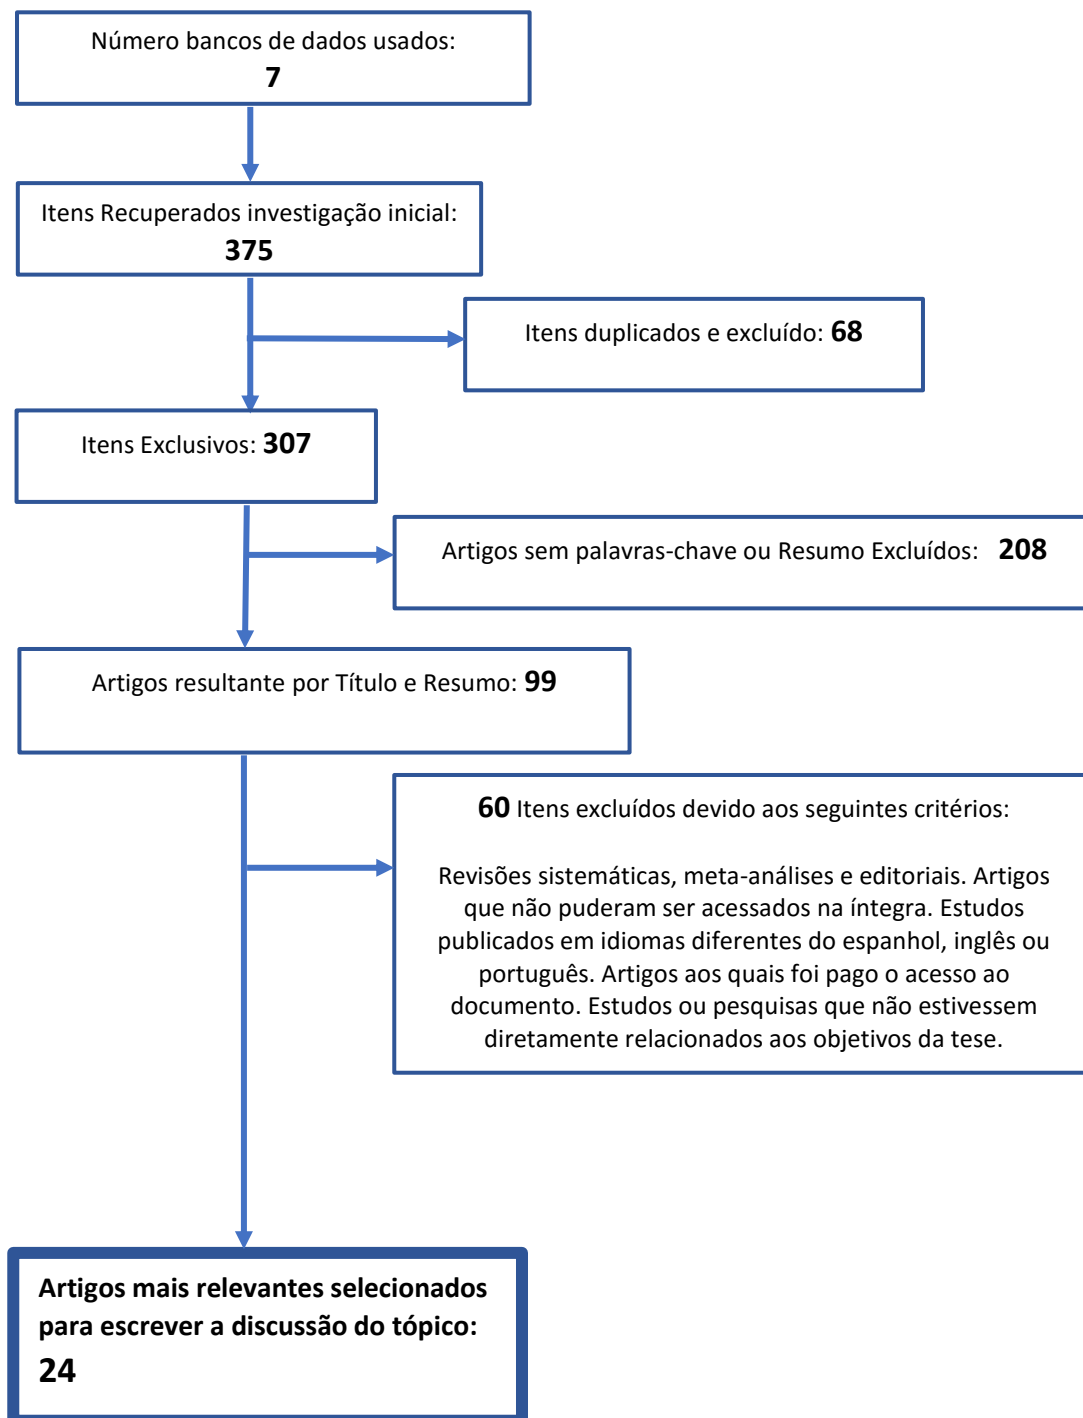 Número bancos de dados usados:
7
Itens Recuperados investigação inicial:
375
Itens duplicados e excluído: 68
Itens Exclusivos: 307
Artigos sem palavras-chave ou Resumo Excluídos: 208
Artigos resultante por Título e Resumo: 99
60 Itens excluídos devido aos seguintes critérios:
Revisões sistemáticas, meta-análises e editoriais. Artigos
que não puderam ser acessados na íntegra. Estudos
publicados em idiomas diferentes do espanhol, inglês ou
português. Artigos aos quais foi pago o acesso ao
documento. Estudos ou pesquisas que não estivessem
diretamente relacionados aos objetivos da tese.
Artigos mais relevantes selecionados
para escrever a discussão do tópico:
24